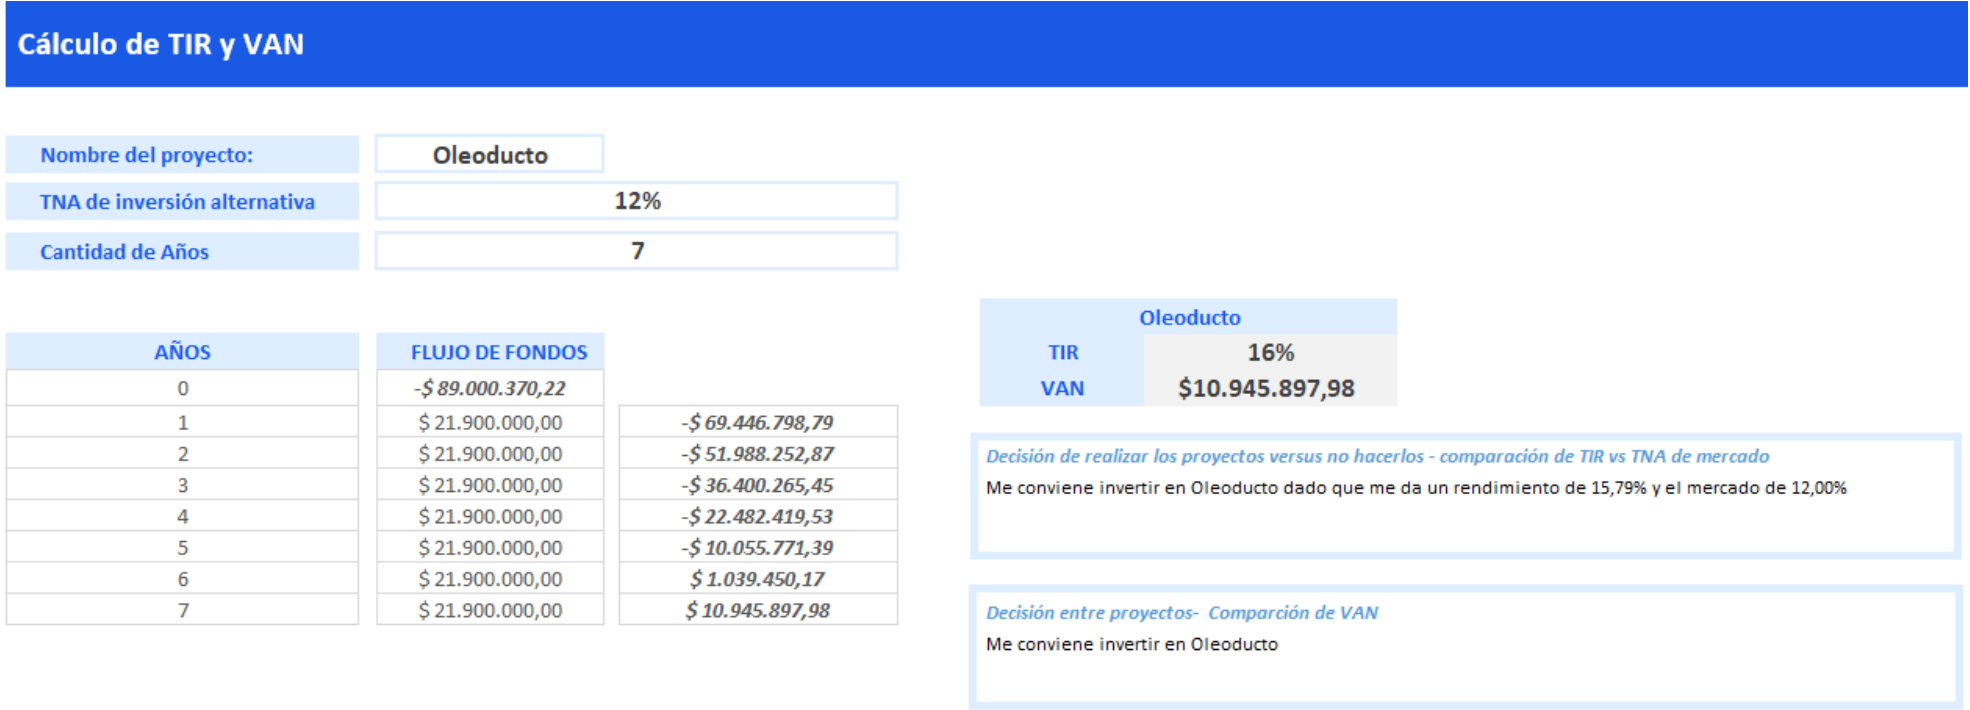 Cálculo de TIR y VAN
Nombre del proyecto: Oleoducto
TNA de inversión alternativa 12%
Cantidad de Años 7
AÑOS FLUJO DE FONDOS
0 -$ 89.000.370,22
1 $ 21.900.000,00 -$ 69.446.798,79
2 $ 21.900.000,00 -$ 51.988.252,87
3 $ 21.900.000,00 -$ 36.400.265,45
4 $ 21.900.000,00 -$ 22.482.419,53
5 $ 21.900.000,00 -$ 10.055.771,39
6 $ 21.900.000,00 $ 1.039.450,17
7 $ 21.900.000,00 $ 10.945.897,98
Oleoducto
TIR 16%
VAN $10.945.897,98
Decisión de realizar los proyectos versus no hacerlos - comparación de TIR vs TNA de mercado
Me conviene invertir en Oleoducto dado que me da un rendimiento de 15,79% y el mercado de 12,00%
Decisión entre proyectos- Comparción de VAN
Me conviene invertir en Oleoducto